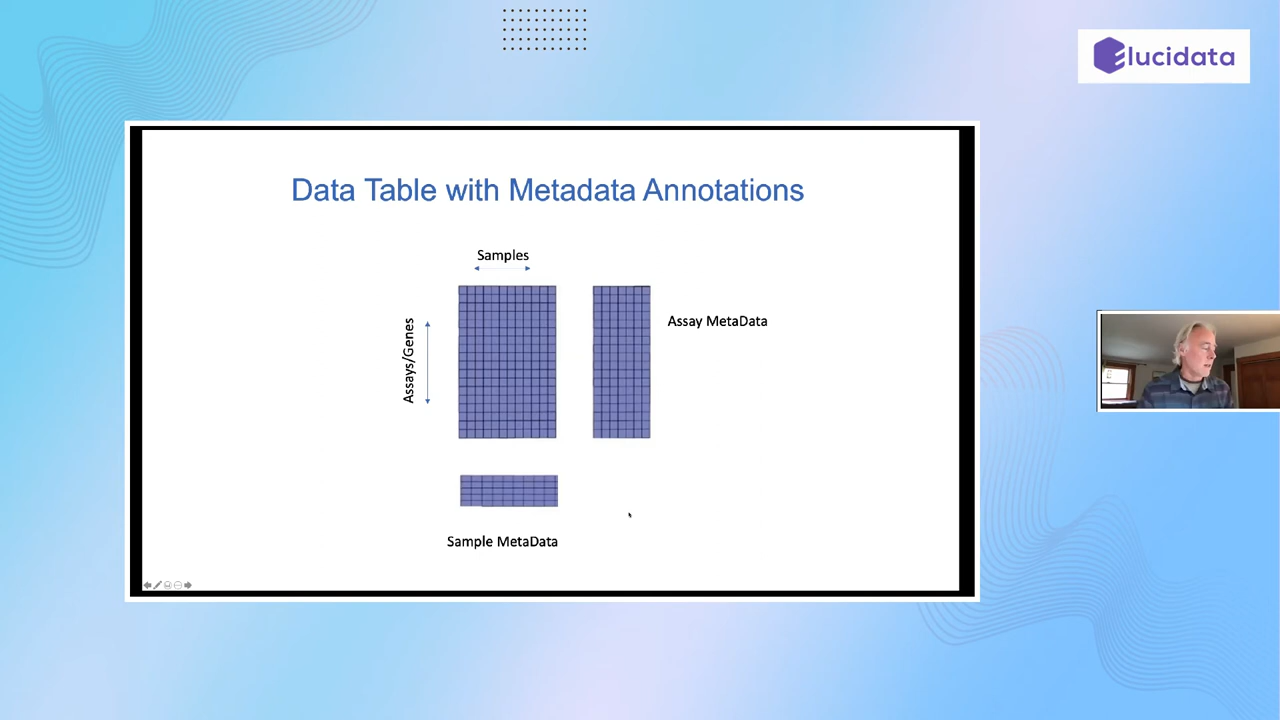 Elucidata
Data Table with Metadata Annotations
Samples
Assays/Genes
Assay MetaData
Sample MetaData